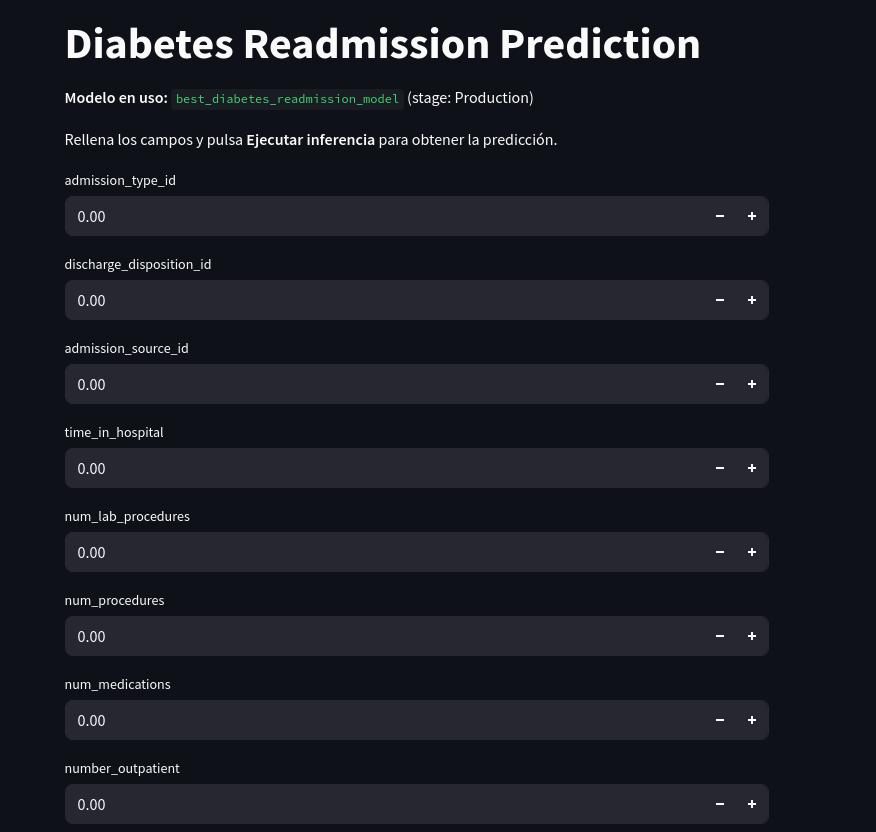 Diabetes Readmission Prediction
Modelo en uso: best_diabetes_readmission_model (stage: Production)
Rellena los campos y pulsa Ejecutar inferencia para obtener la predicción.
admission_type_id
0.00 − +
discharge_disposition_id
0.00 − +
admission_source_id
0.00 − +
time_in_hospital
0.00 − +
num_lab_procedures
0.00 − +
num_procedures
0.00 − +
num_medications
0.00 − +
number_outpatient
0.00 − +